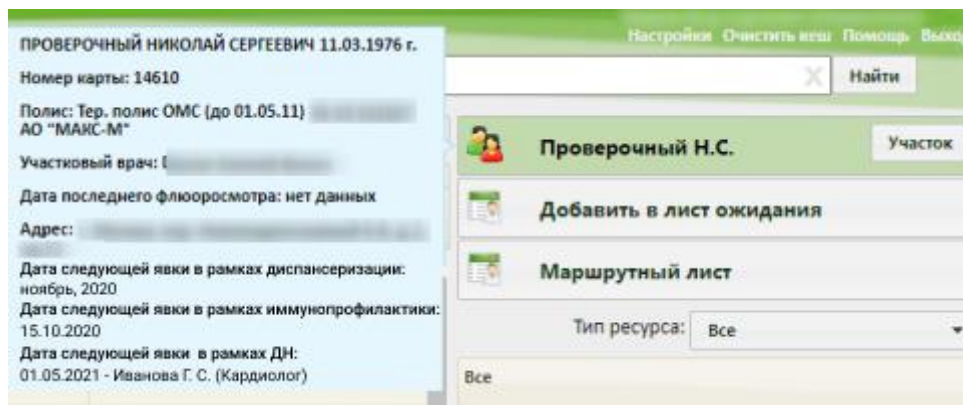 ПРОВЕРОЧНЫЙ НИКОЛАЙ СЕРГЕЕВИЧ 11.03.1976 г.
Номер карты: 14610
Полис: Тер. полис ОМС (до 01.05.11)
АО "МАКС-М"
Участковый врач:
Дата последнего флюоросмотра: нет данных
Адрес:
Дата следующей явки в рамках диспансеризации:
ноябрь, 2020
Дата следующей явки в рамках иммунопрофилактики:
15.10.2020
Дата следующей явки в рамках ДН:
01.05.2021 - Иванова Г. С. (Кардиолог)
Настройки Очистить кеш Помощь Выход
Найти
Проверочный Н.С.
Участок
Добавить в лист ожидания
Маршрутный лист
Тип ресурса: Все
Все